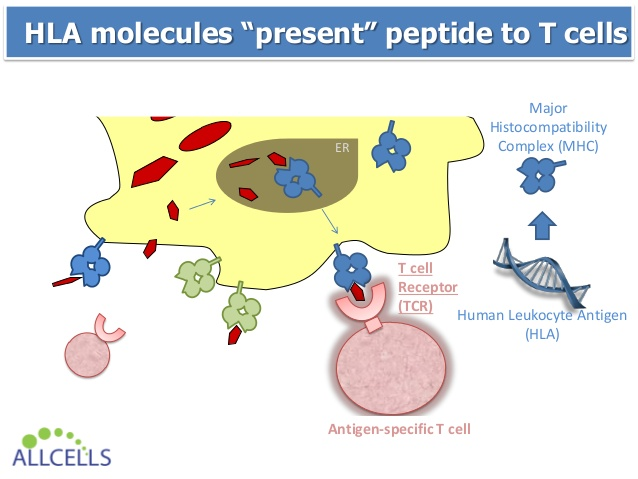 HLA molecules “present” peptide to T cells
Major
Histocompatibility
Complex (MHC)
ER
T cell
Receptor
(TCR)
Human Leukocyte Antigen
(HLA)
Antigen-specific T cell
ALLCELLS